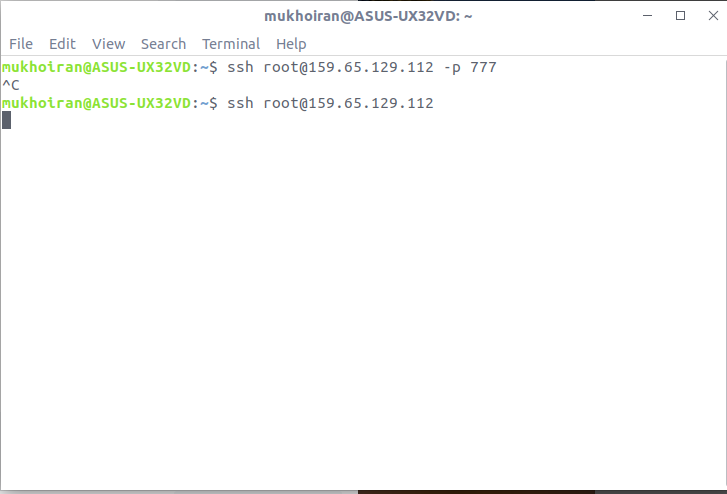 mukhoiran@ASUS-UX32VD: ~
File Edit View Search Terminal Help
mukhoiran@ASUS-UX32VD:~$ ssh root@159.65.129.112 -p 777
^C
mukhoiran@ASUS-UX32VD:~$ ssh root@159.65.129.112